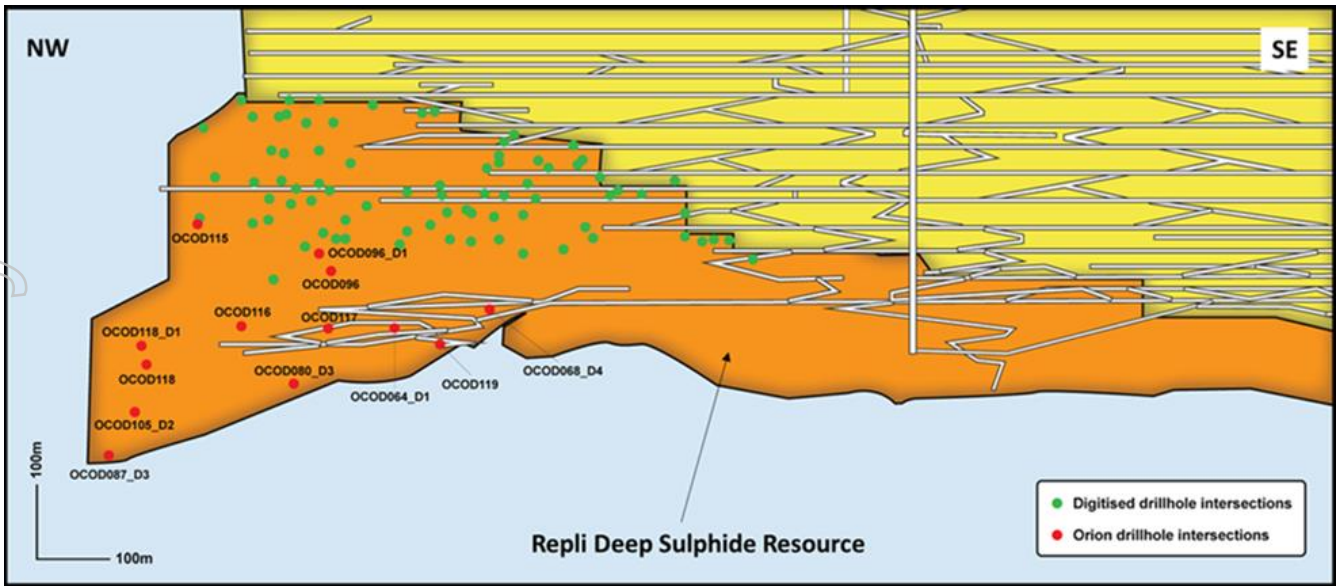 NW
SE
OCOD115
OCOD096_D1
OCOD096
OCOD116
OCOD117
OCOD118_D1
OCOD118
OCOD080_D3
OCOD064_D1
OCOD119
OCOD068_D4
OCOD105_D2
OCOD087_D3
100m
100m
Repli Deep Sulphide Resource
Digitised drillhole intersections
Orion drillhole intersections